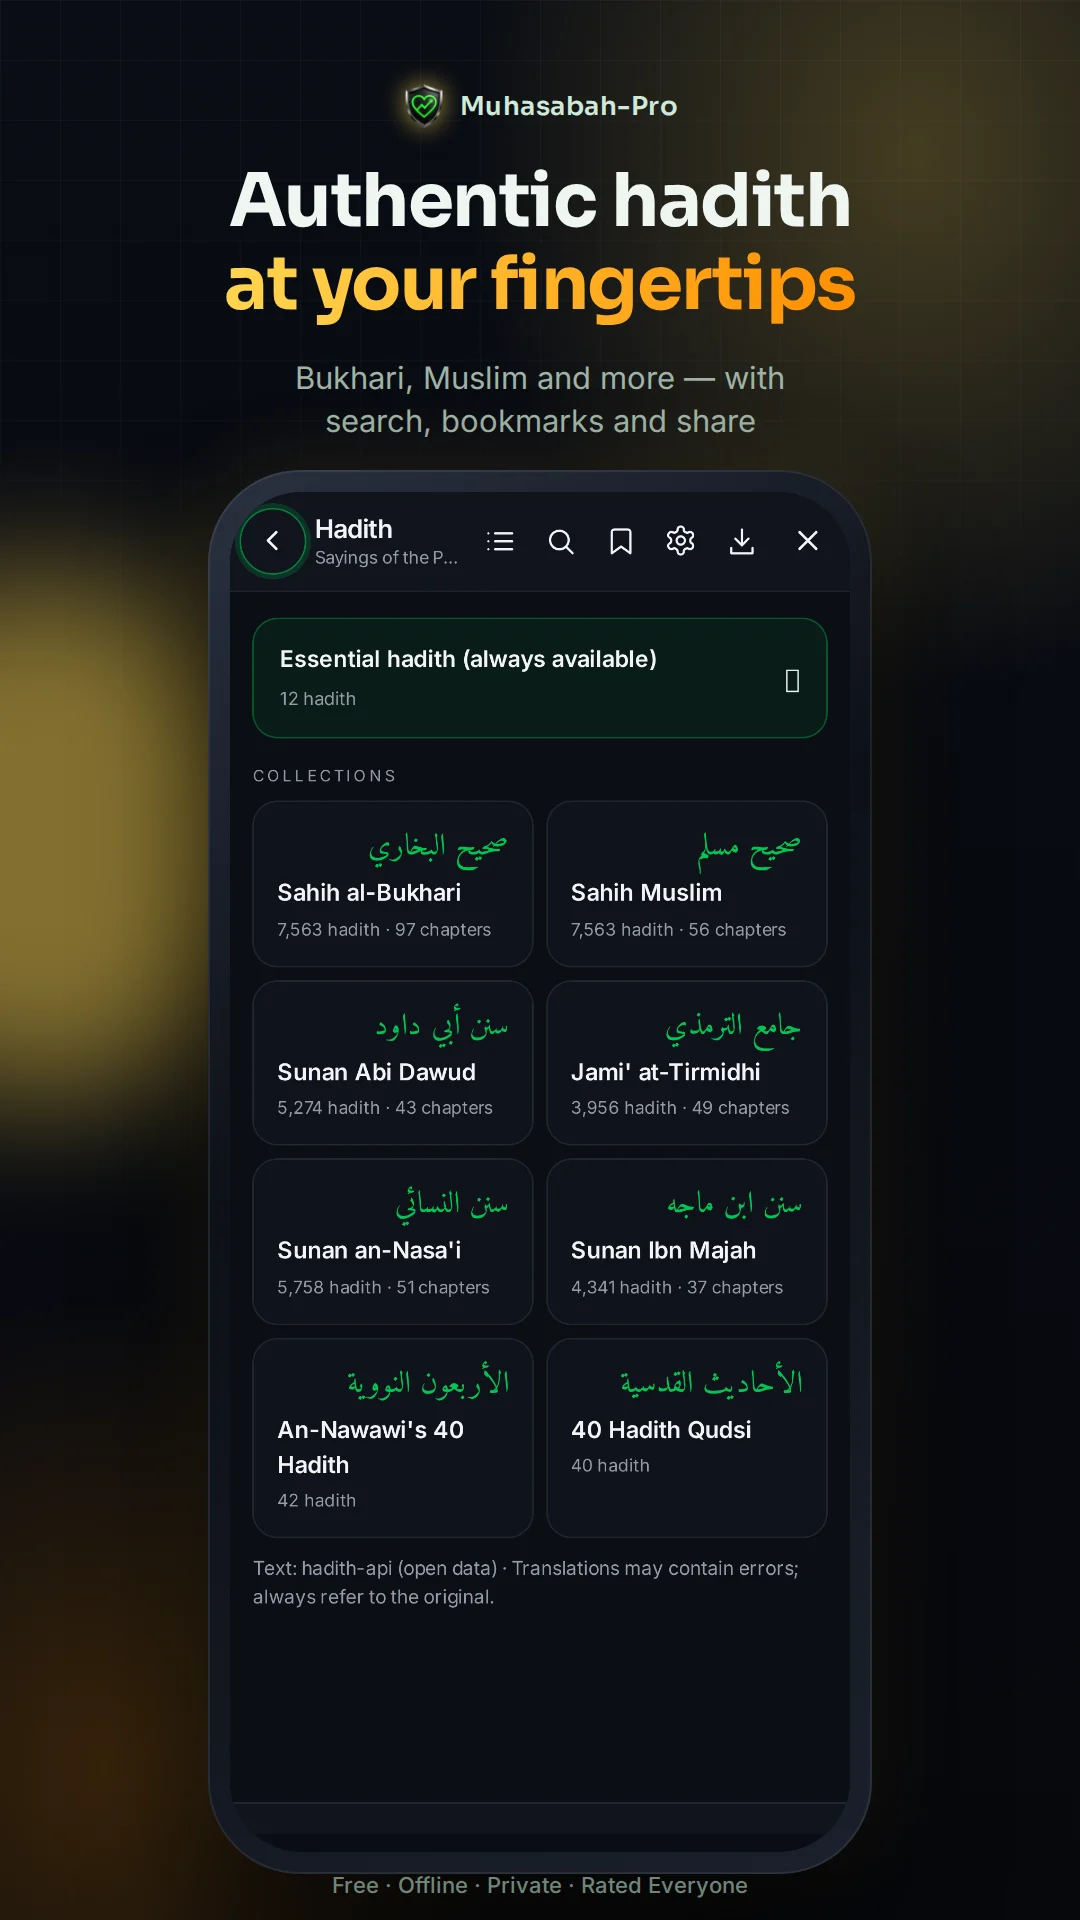 Muhasabah-Pro
Authentic hadith
at your fingertips
Bukhari, Muslim and more — with
search, bookmarks and share
Hadith
Sayings of the P...
Essential hadith (always available)
12 hadith
COLLECTIONS
صحيح البخاري
Sahih al-Bukhari
7,563 hadith · 97 chapters
صحيح مسلم
Sahih Muslim
7,563 hadith · 56 chapters
سنن أبي داود
Sunan Abi Dawud
5,274 hadith · 43 chapters
جامع الترمذي
Jami' at-Tirmidhi
3,956 hadith · 49 chapters
سنن النسائي
Sunan an-Nasa'i
5,758 hadith · 51 chapters
سنن ابن ماجه
Sunan Ibn Majah
4,341 hadith · 37 chapters
الأربعون النووية
An-Nawawi's 40
Hadith
42 hadith
الأحاديث القدسية
40 Hadith Qudsi
40 hadith
Text: hadith-api (open data) · Translations may contain errors;
always refer to the original.
Free · Offline · Private · Rated Everyone